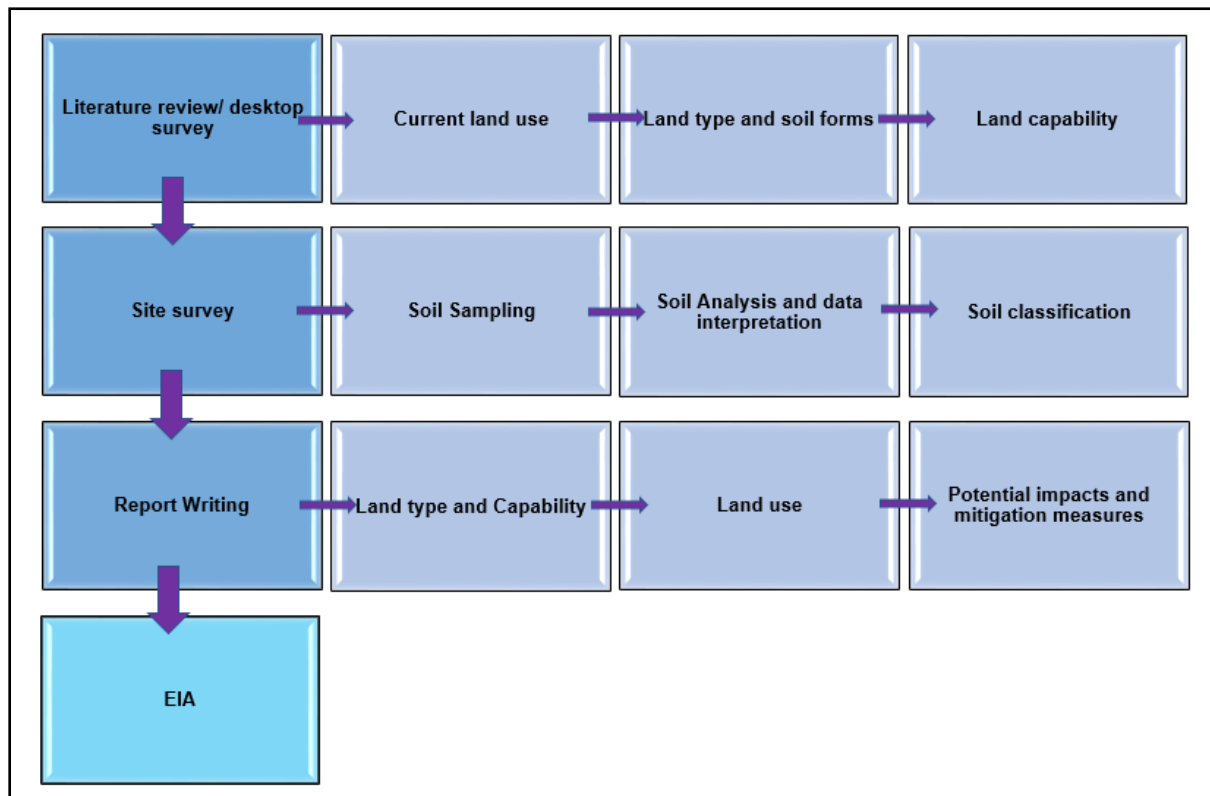 Literature review/ desktop
survey
Current land use
Land type and soil forms
Land capability
Site survey
Soil Sampling
Soil Analysis and data
interpretation
Soil classification
Report Writing
Land type and Capability
Land use
Potential impacts and
mitigation measures
EIA